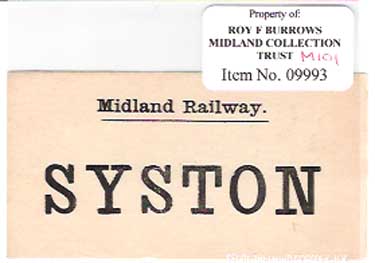 Property of:
ROY F BURROWS
MIDLAND COLLECTION
TRUST M101
Item No. 09993
Midland Railway.
SYSTON